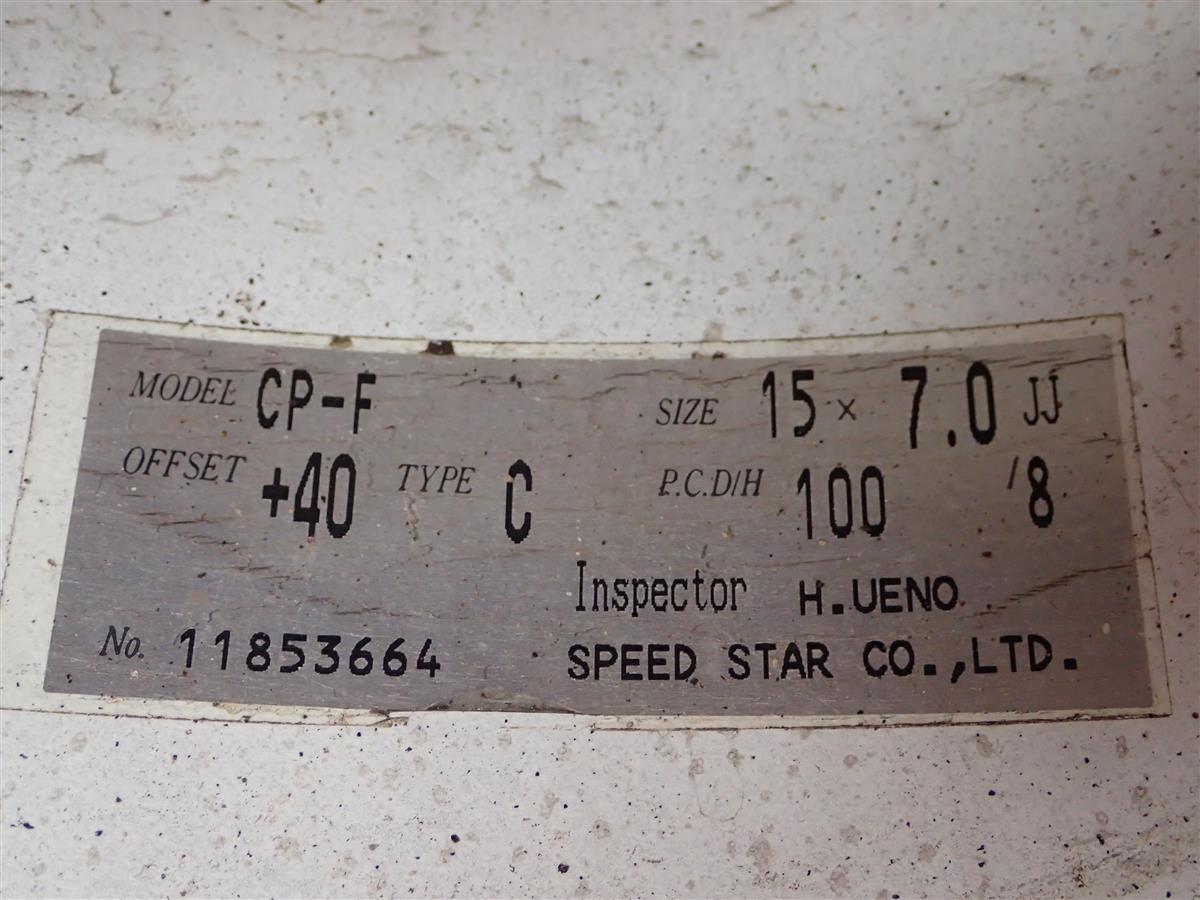 MODEL CP-F SIZE 15 × 7.0 JJ
OFFSET +40 TYPE C P.C.D/H 100 /8
Inspector H.UENO
No. 11853664 SPEED STAR CO.,LTD.